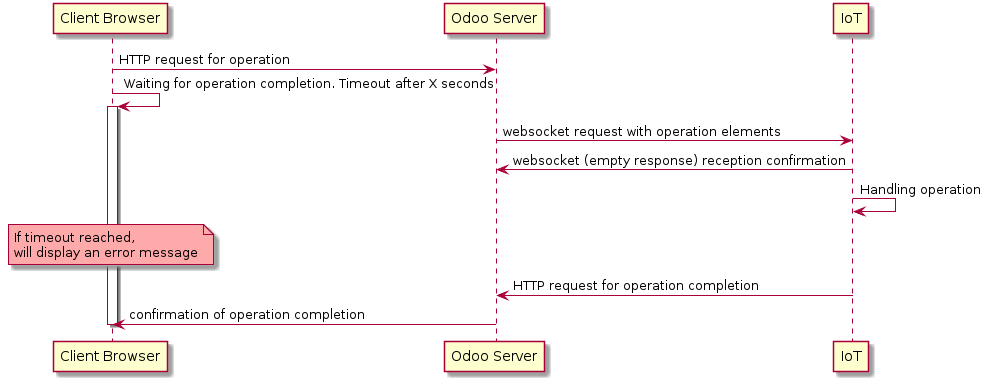 Client Browser
Odoo Server
IoT
HTTP request for operation
Waiting for operation completion. Timeout after X seconds
websocket request with operation elements
websocket (empty response) reception confirmation
Handling operation
If timeout reached,
will display an error message
HTTP request for operation completion
confirmation of operation completion
Client Browser
Odoo Server
IoT